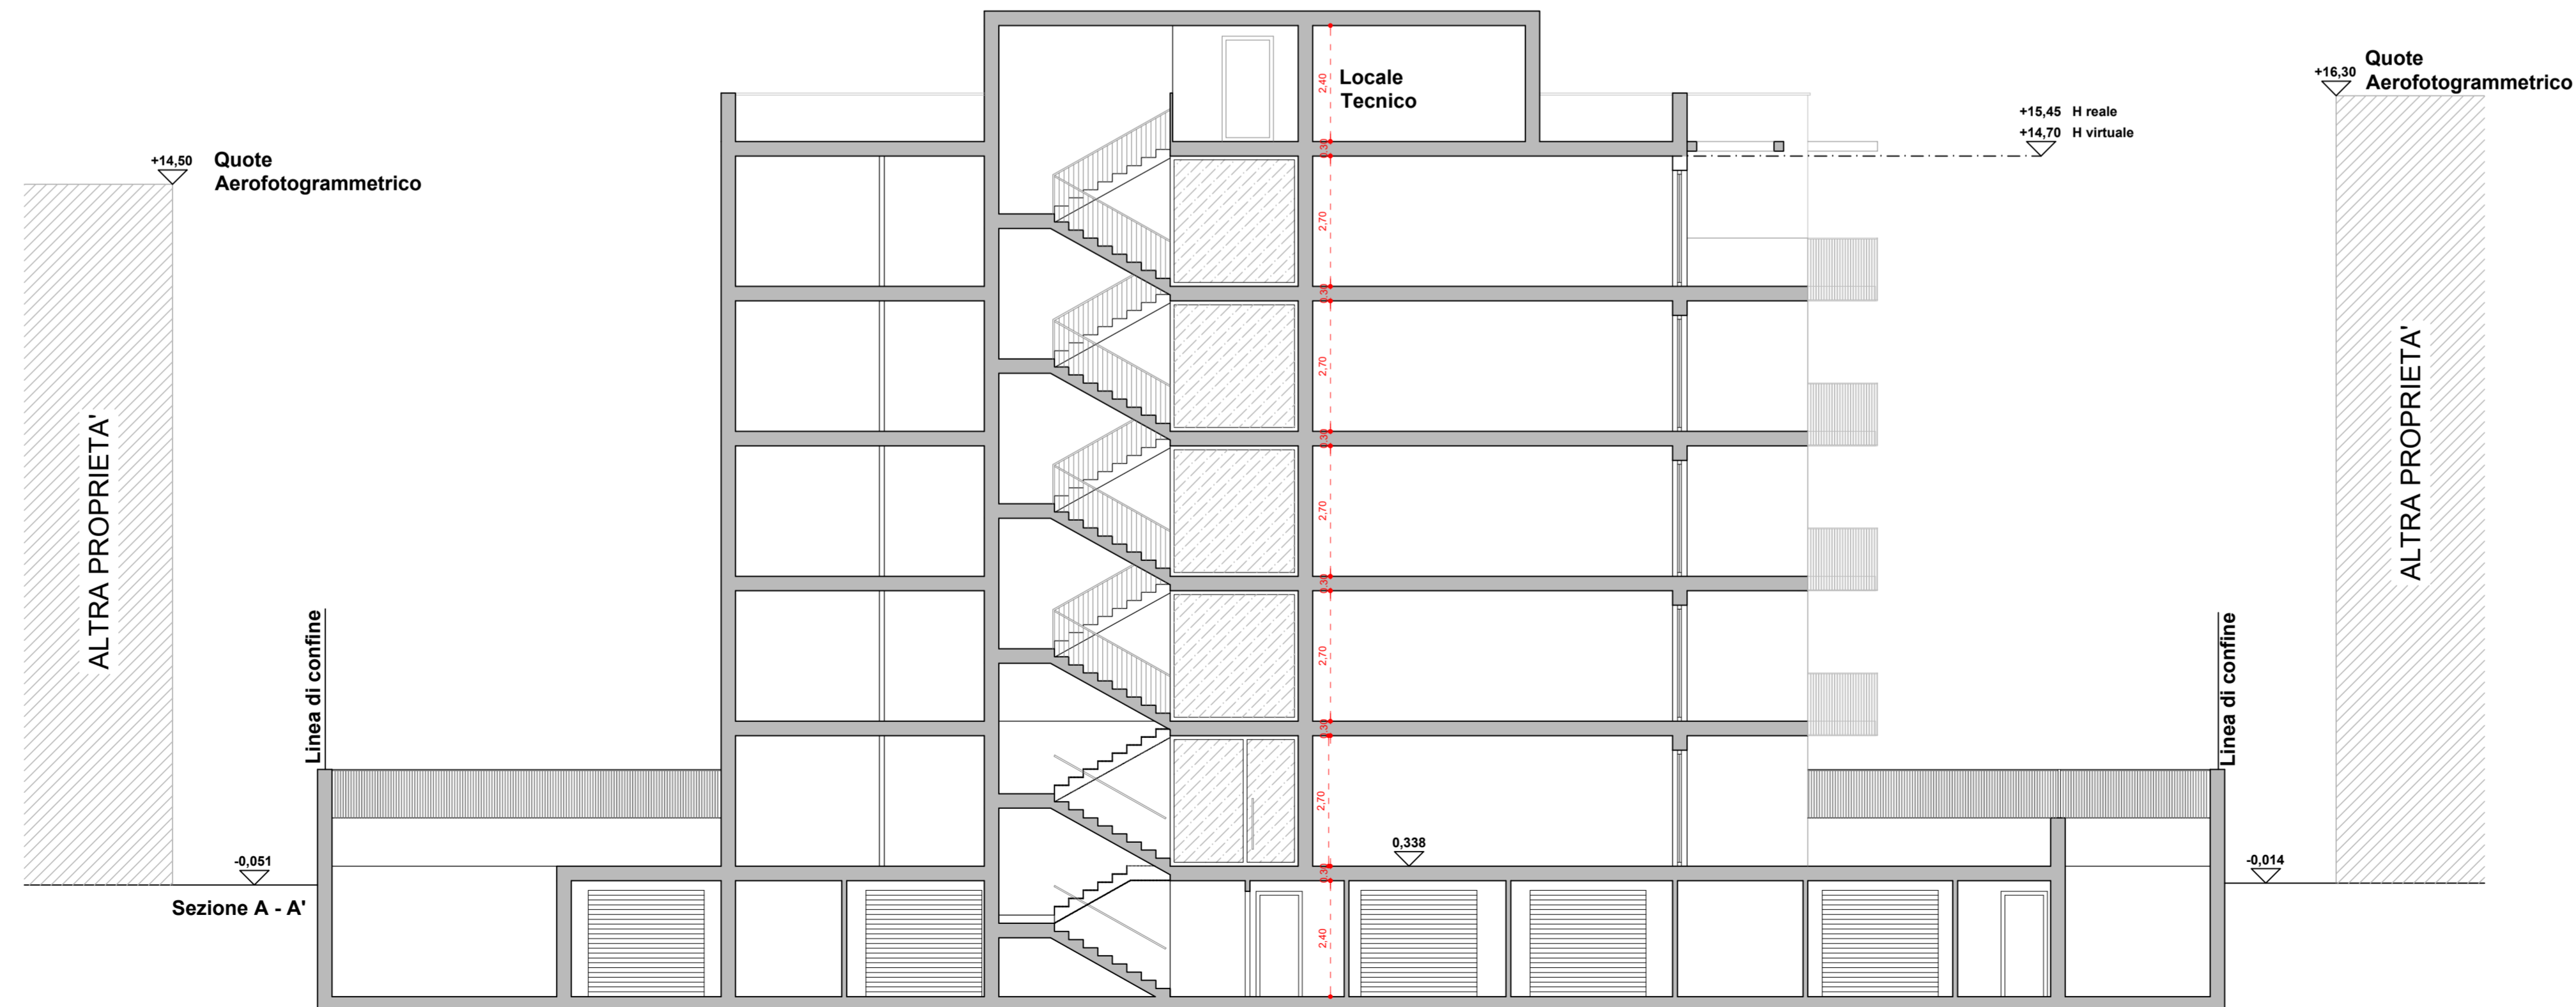 Quote
Aerofotogrammetrico
+16,30
+15,45 H reale
+14,70 H virtuale
Locale
Tecnico
+14,50
Quote
Aerofotogrammetrico
2,40
0,30
2,70
0,30
2,70
0,30
2,70
0,30
2,70
0,30
2,70
0,30
2,40
ALTRA PROPRIETA'
ALTRA PROPRIETA'
Linea di confine
Linea di confine
0,338
-0,051
-0,014
Sezione A - A'